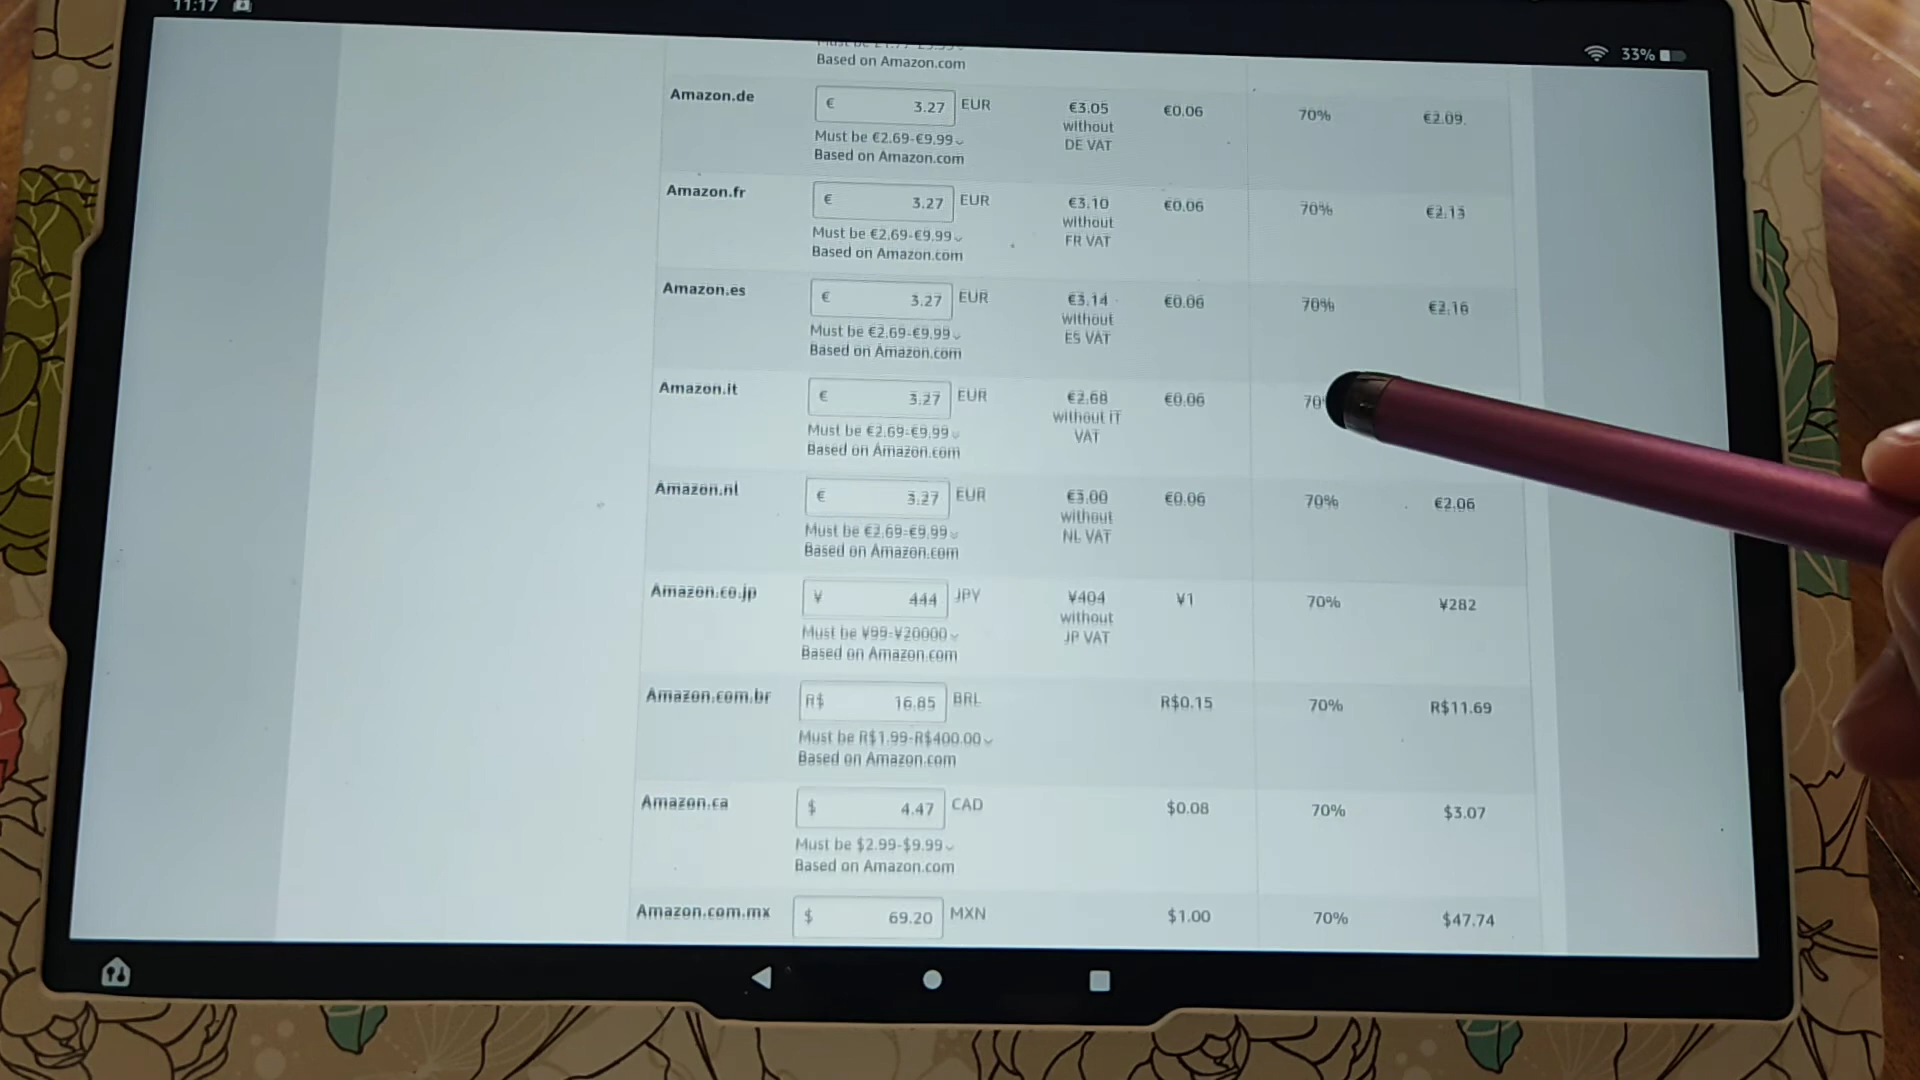 11:17
33%
Based on Amazon.com
Amazon.de € 3.27 EUR €3.05 €0.06 70% €2.09
Must be €2.69-€9.99 without
Based on Amazon.com DE VAT
Amazon.fr € 3.27 EUR €3.10 €0.06 70% €2.13
Must be €2.69-€9.99 without
Based on Amazon.com FR VAT
Amazon.es € 3.27 EUR €3.14 €0.06 70% €2.16
Must be €2.69-€9.99 without
Based on Amazon.com ES VAT
Amazon.it € 3.27 EUR €2.68 €0.06 70
Must be €2.69-€9.99 without IT
Based on Amazon.com VAT
Amazon.nl € 3.27 EUR €3.00 €0.06 70% €2.06
Must be €2.69-€9.99 without
Based on Amazon.com NL VAT
Amazon.co.jp ¥ 444 JPY ¥404 ¥1 70% ¥282
Must be ¥99-¥20000 without
Based on Amazon.com JP VAT
Amazon.com.br R$ 16.85 BRL R$0.15 70% R$11.69
Must be R$1.99-R$400.00
Based on Amazon.com
Amazon.ca $ 4.47 CAD $0.08 70% $3.07
Must be $2.99-$9.99
Based on Amazon.com
Amazon.com.mx $ 69.20 MXN $1.00 70% $47.74